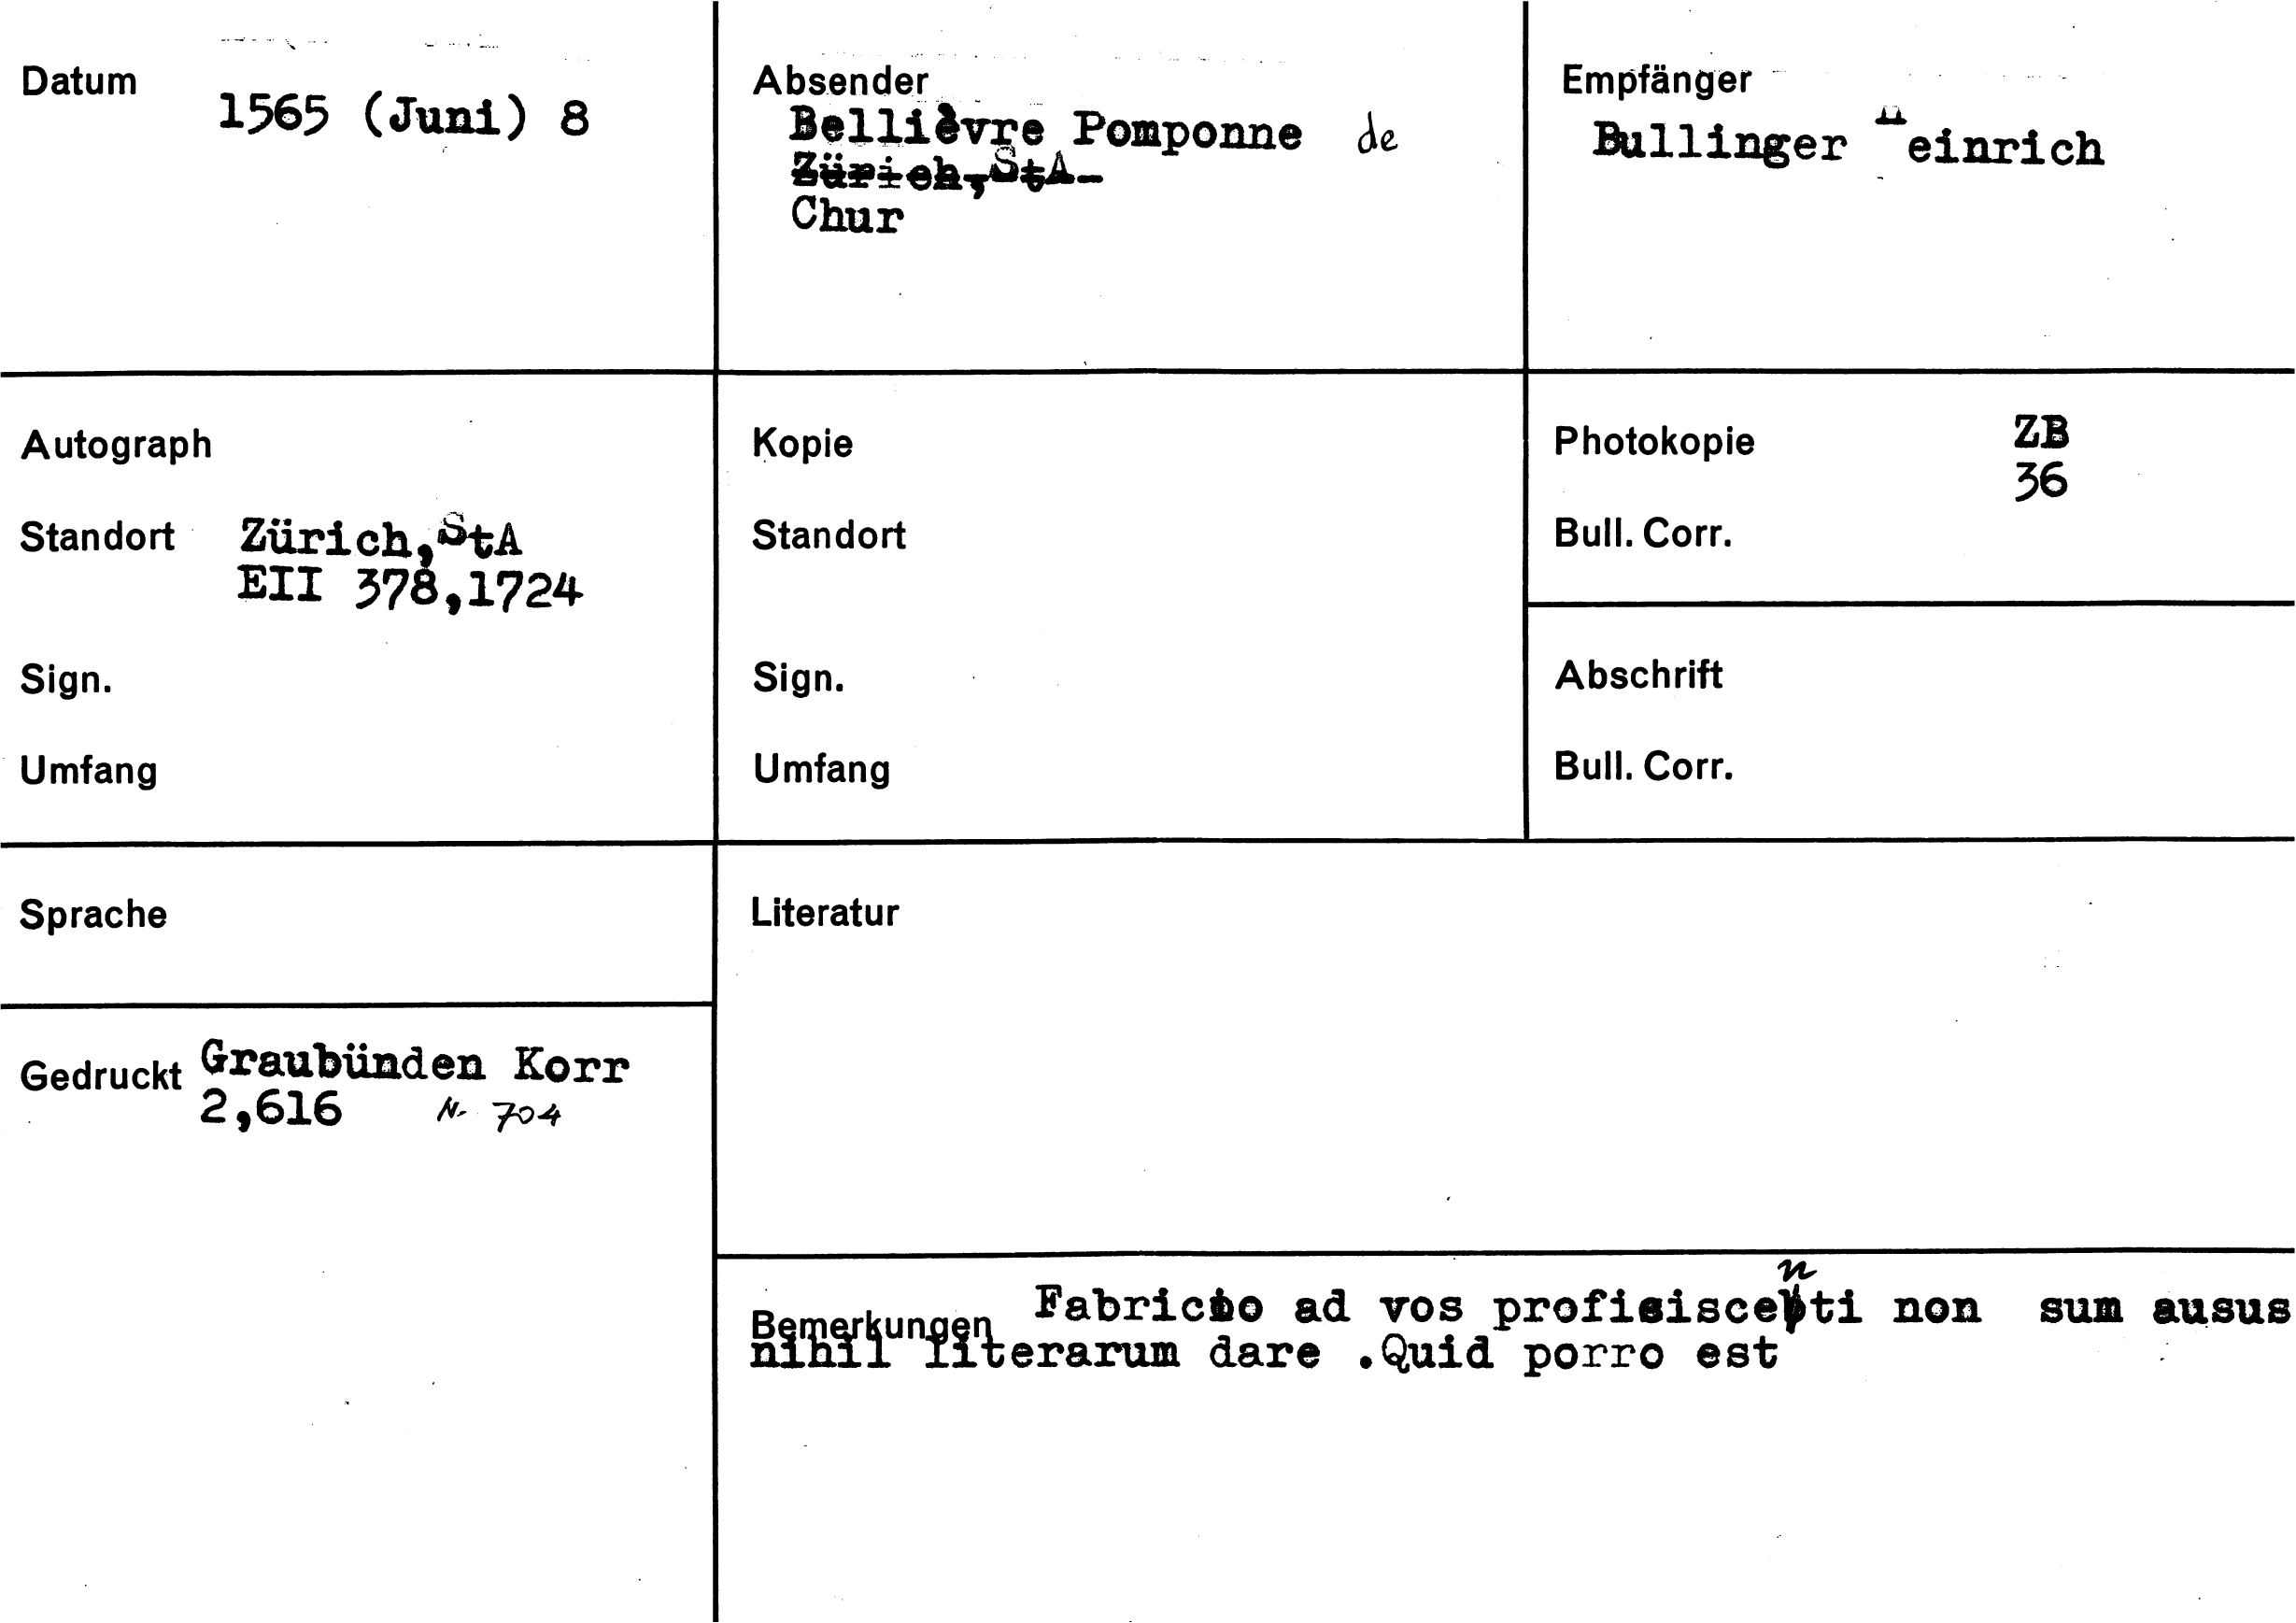 Datum
1565 (Juni) 8
Absender
Bellièvre Pomponne de
Zürich, StA
Chur
Empfänger
Bullinger Heinrich
Autograph
Standort Zürich, StA
EII 378,1724
Sign.
Umfang
Kopie
Standort
Sign.
Umfang
Photokopie ZB
36
Bull. Corr.
Abschrift
Bull. Corr.
Sprache
Gedruckt Graubünden Korr
2,616 N. 704
Literatur
Bemerkungen Fabricio ad vos profisiscenti non sum ausus
nihil literarum dare .Quid porro est